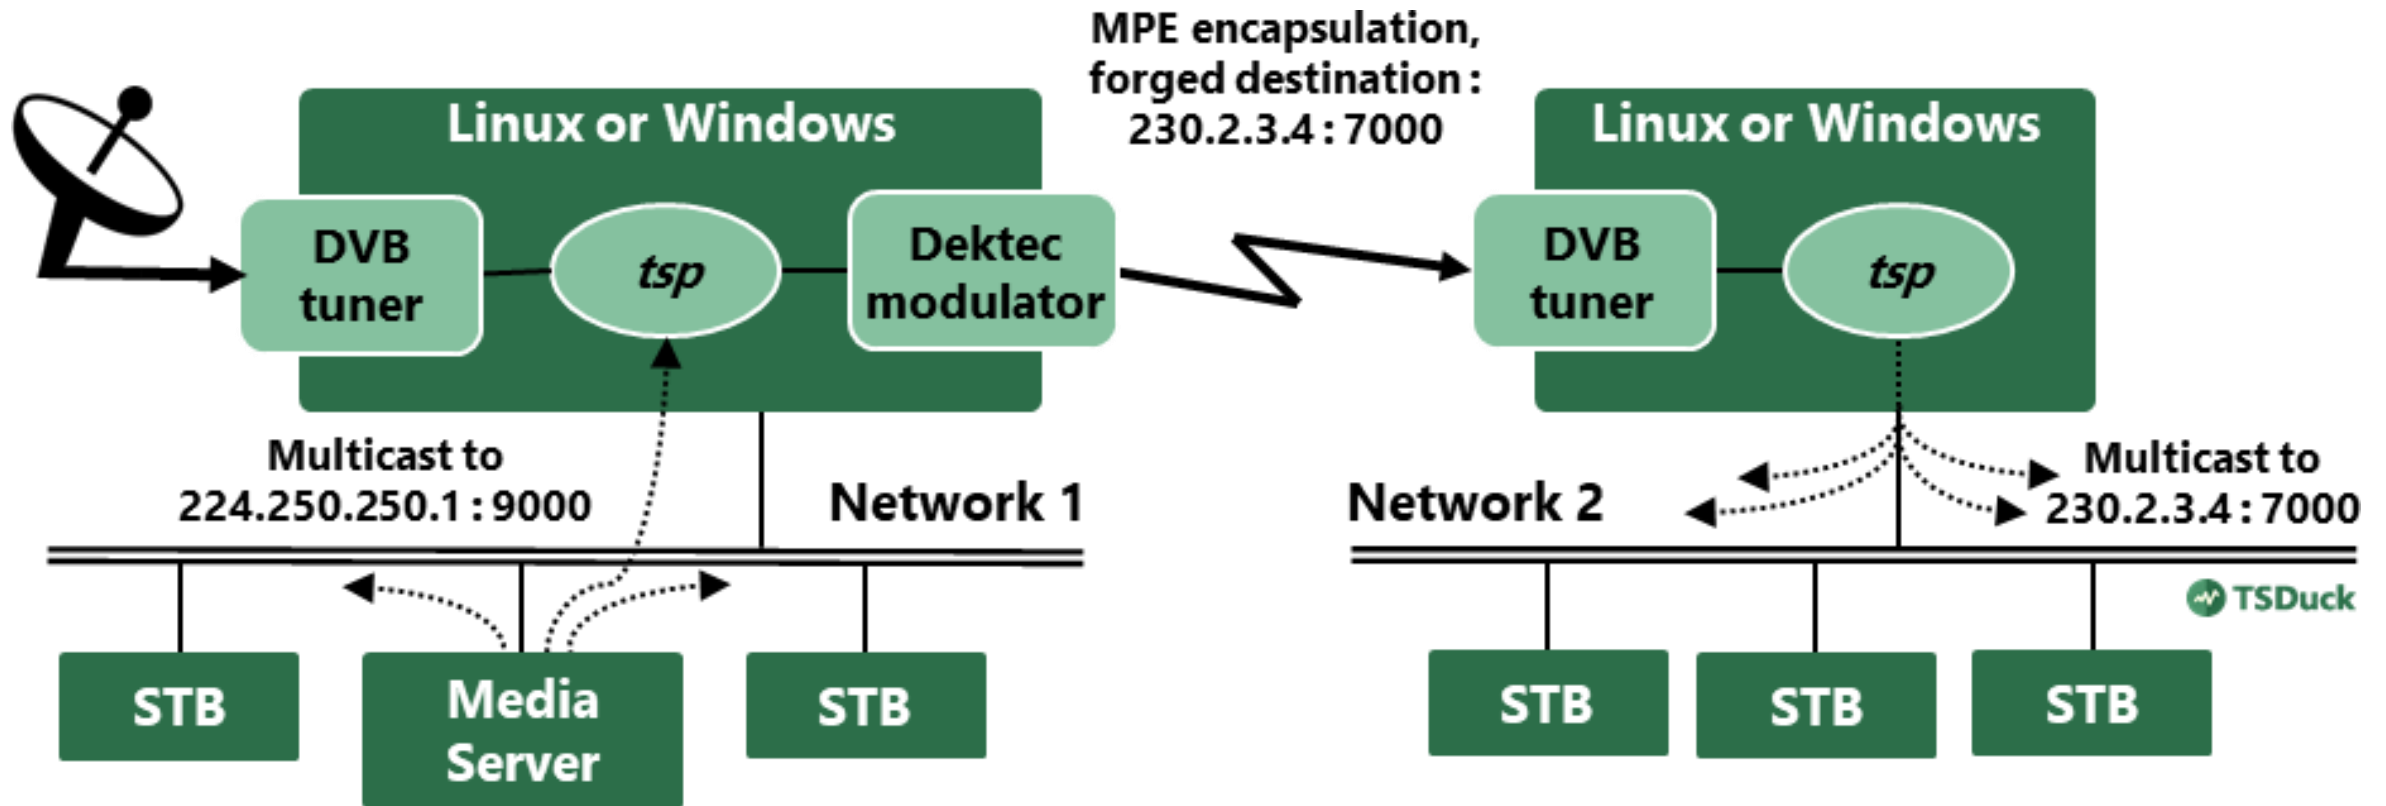 MPE encapsulation,
forged destination :
230.2.3.4 : 7000
Linux or Windows
Linux or Windows
DVB
tuner
tsp
Dektec
modulator
DVB
tuner
tsp
Multicast to
224.250.250.1 : 9000
Network 1
Network 2
Multicast to
230.2.3.4 : 7000
TSDuck
STB
Media
Server
STB
STB
STB
STB